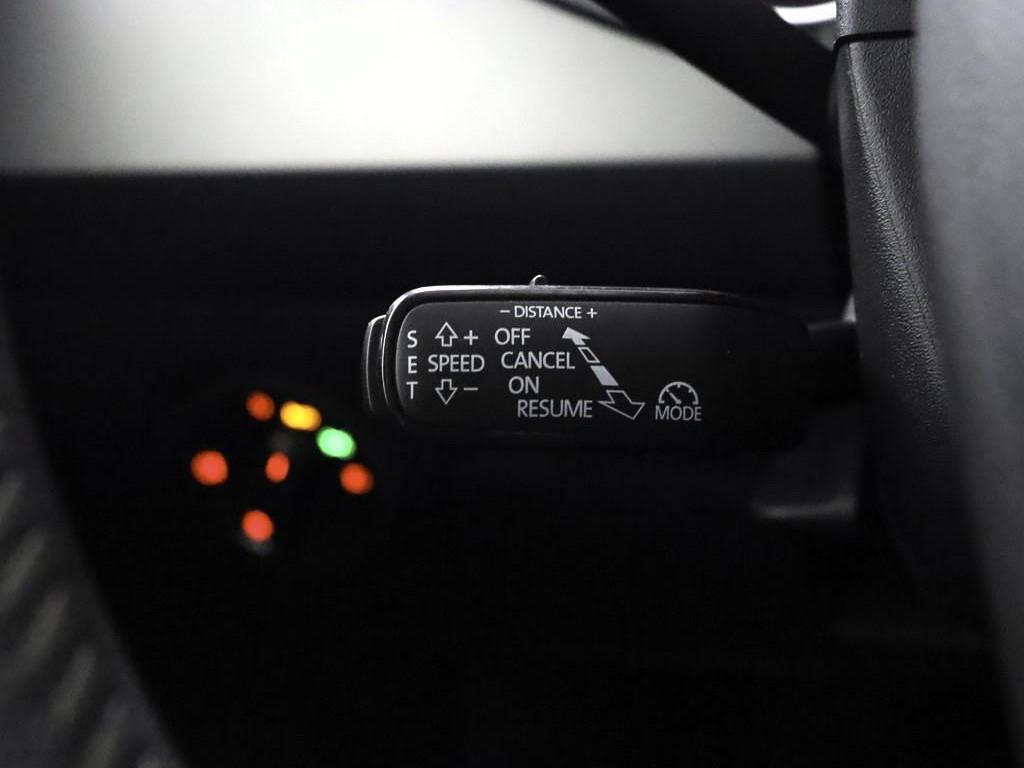 – DISTANCE +
S + OFF
E SPEED CANCEL
T – ON
RESUME MODE